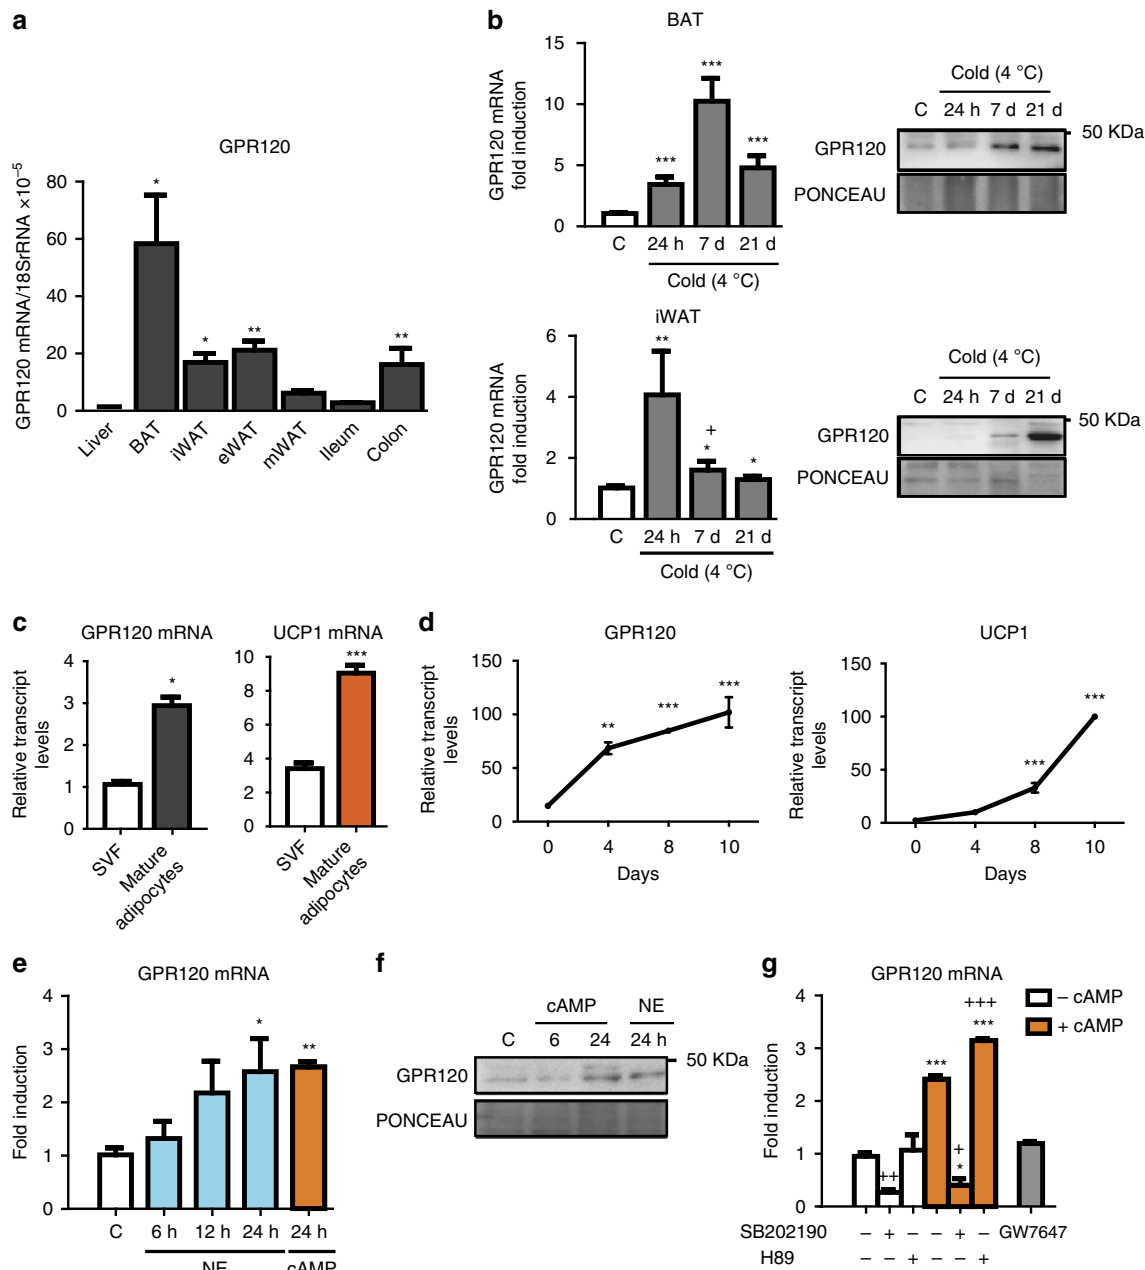 a
GPR120
GPR120 mRNA/18SrRNA ×10⁻⁵
80
60
40
20
0
*
*
**
**
Liver
BAT
iWAT
eWAT
mWAT
Ileum
Colon
b
BAT
GPR120 mRNA
fold induction
15
10
5
0
***
***
***
C
24 h
7 d
21 d
Cold (4 °C)
Cold (4 °C)
C 24 h 7 d 21 d
50 KDa
GPR120
PONCEAU
iWAT
GPR120 mRNA
fold induction
6
4
2
0
**
+
*
*
C
24 h
7 d
21 d
Cold (4 °C)
Cold (4 °C)
C 24 h 7 d 21 d
50 KDa
GPR120
PONCEAU
c
GPR120 mRNA
Relative transcript
levels
4
3
2
1
0
*
SVF
Mature
adipocytes
UCP1 mRNA
10
8
6
4
2
0
***
SVF
Mature
adipocytes
d
GPR120
Relative transcript
levels
150
100
50
0
**
***
***
0 4 8 10
Days
UCP1
Relative transcript
levels
150
100
50
0
***
***
0 4 8 10
Days
e
GPR120 mRNA
Fold induction
4
3
2
1
0
*
**
C
6 h
12 h
24 h
24 h
NE
cAMP
f
cAMP NE
C 6 24 24 h
50 KDa
GPR120
PONCEAU
g
GPR120 mRNA
– cAMP
+ cAMP
Fold induction
4
3
2
1
0
++
***
+
*
+++
***
SB202190 – + – – + – GW7647
H89 – – + – – +